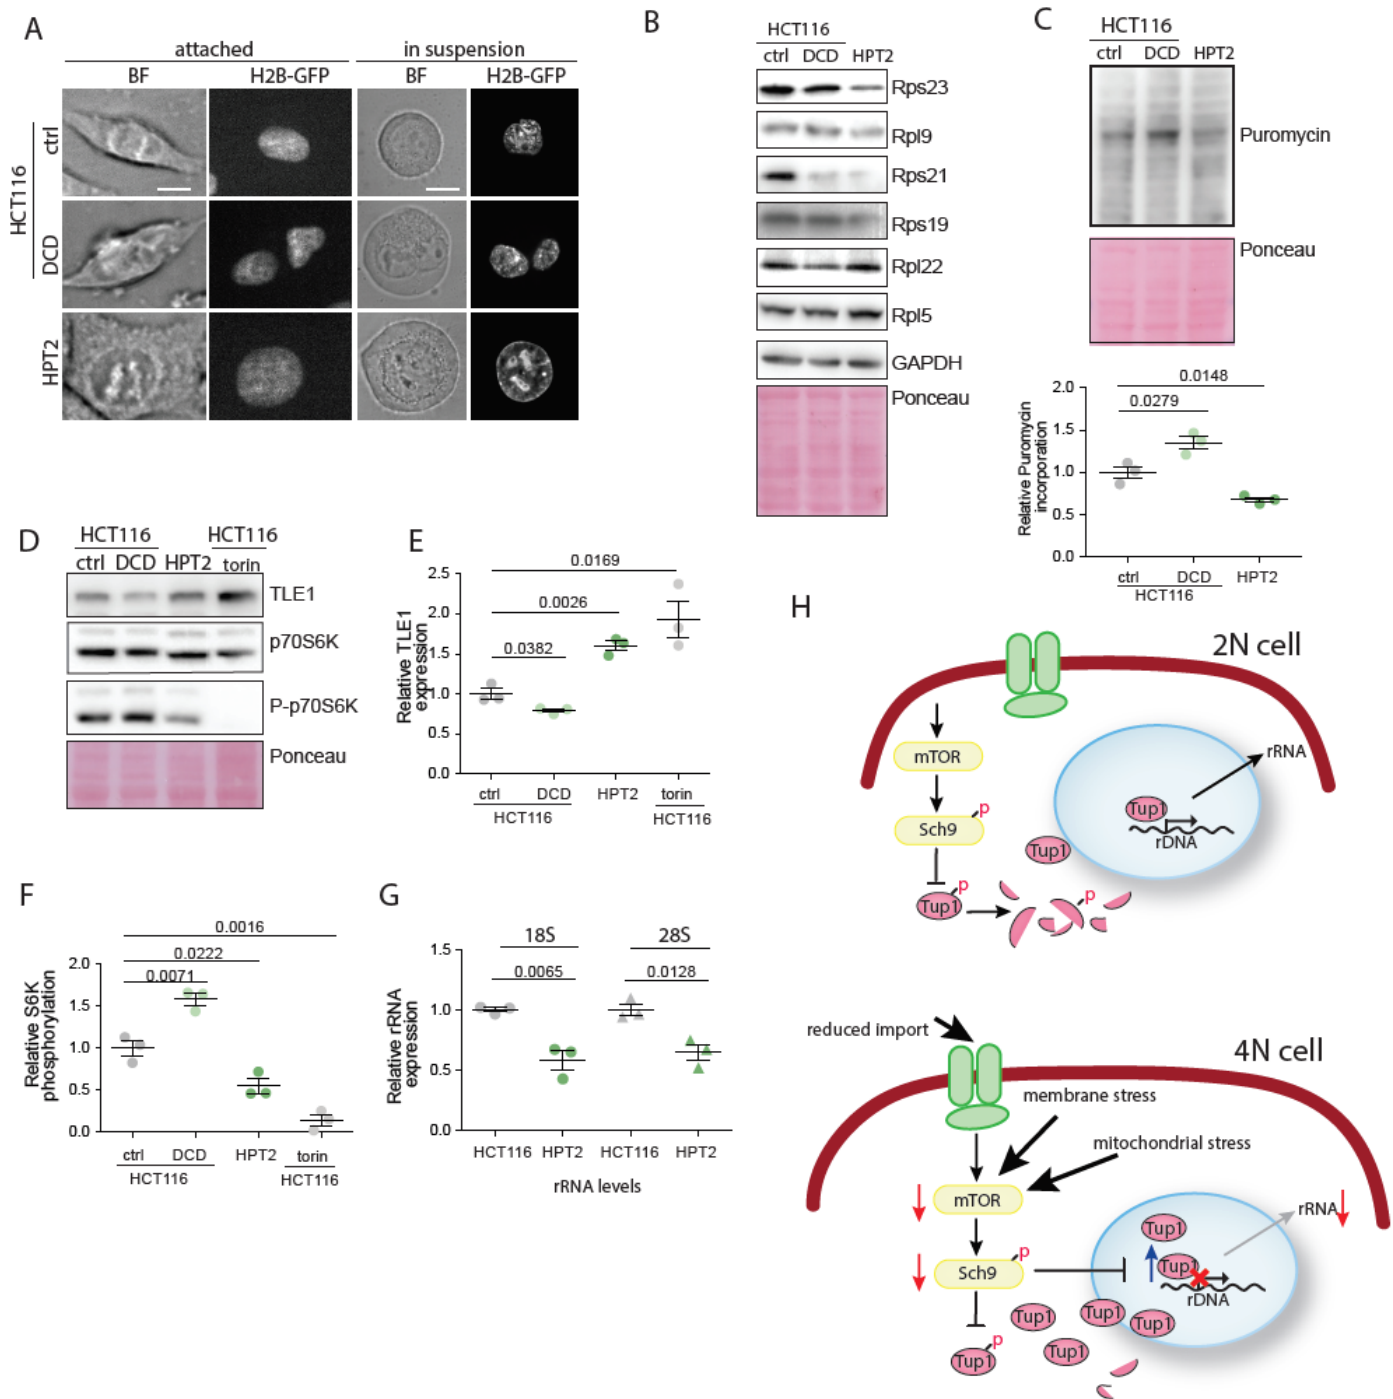 A
attached
in suspension
BF
H2B-GFP
BF
H2B-GFP
HCT116
ctrl
DCD
HPT2
B
HCT116
ctrl DCD HPT2
Rps23
Rpl9
Rps21
Rps19
Rpl22
Rpl5
GAPDH
Ponceau
C
HCT116
ctrl DCD HPT2
Puromycin
Ponceau
Relative Puromycin
incorporation
2.0
1.5
1.0
0.5
0.0
0.0148
0.0279
ctrl DCD HPT2
HCT116
D
HCT116 HCT116
ctrl DCD HPT2 torin
TLE1
p70S6K
P-p70S6K
Ponceau
E
Relative TLE1
expression
2.5
2.0
1.5
1.0
0.5
0.0
0.0169
0.0026
0.0382
ctrl DCD HPT2 torin
HCT116 HCT116
F
Relative S6K
phosphorylation
2.0
1.5
1.0
0.5
0.0
0.0016
0.0222
0.0071
ctrl DCD HPT2 torin
HCT116 HCT116
G
Relative rRNA
expression
1.5
1.0
0.5
0.0
18S 28S
0.0065 0.0128
HCT116 HPT2 HCT116 HPT2
rRNA levels
H
2N cell
mTOR
Sch9
p
Tup1
p
p
Tup1
Tup1
rDNA
rRNA
4N cell
reduced import
membrane stress
mitochondrial stress
mTOR
Sch9
p
Tup1
p
Tup1
Tup1
Tup1
Tup1
Tup1
Tup1
rDNA
rRNA